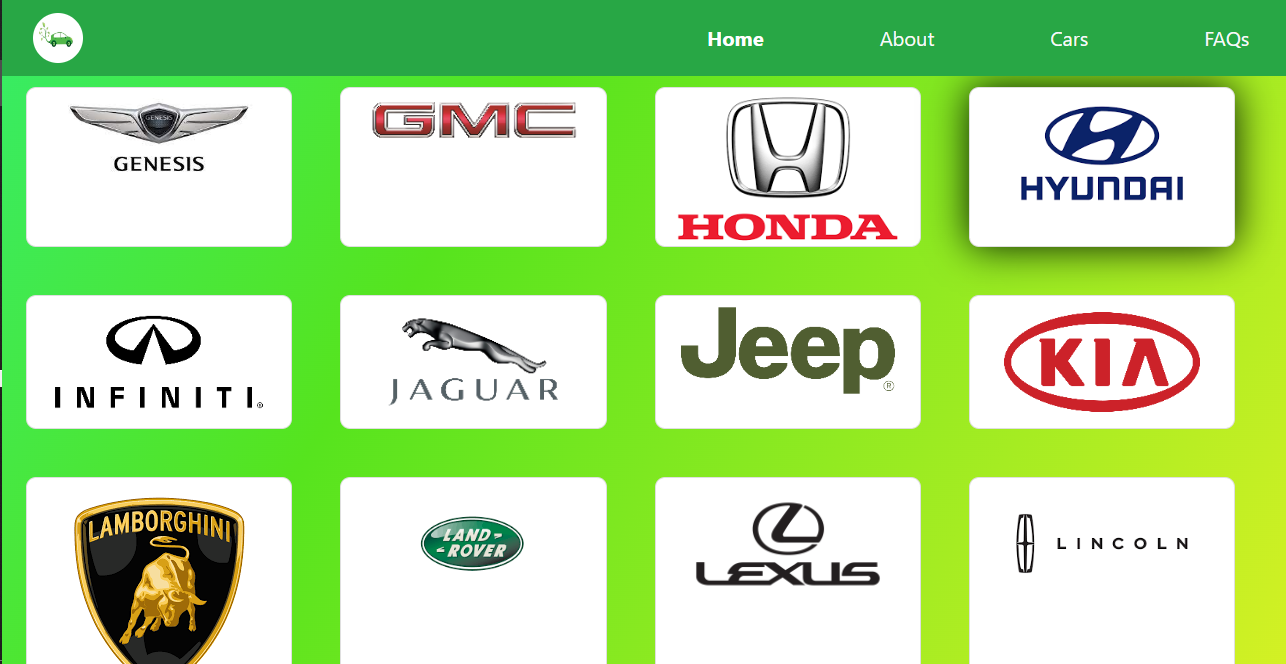 Home About Cars FAQs
GENESIS
GENESIS
GMC
HONDA
HYUNDAI
INFINITI®
JAGUAR
Jeep®
KIA
LAMBORGHINI
LAND-
-ROVER
LEXUS
LINCOLN